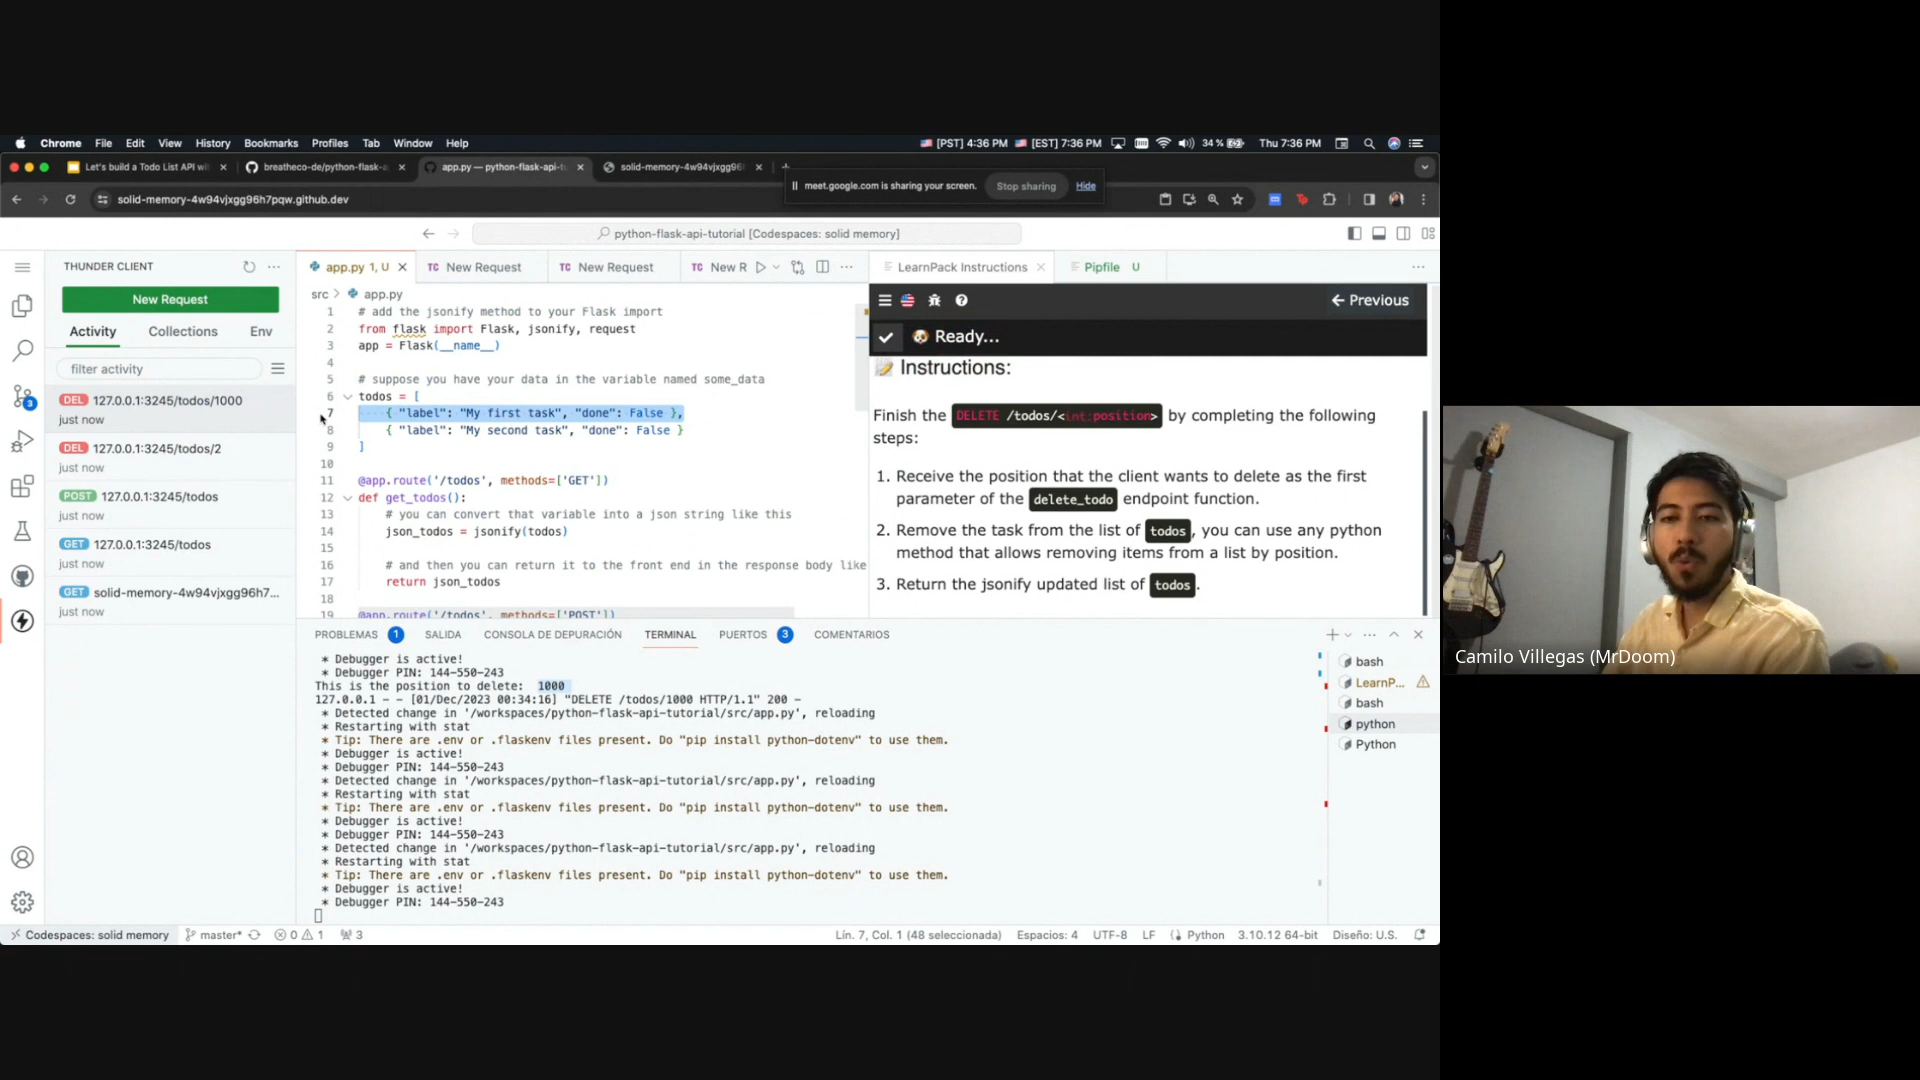 Chrome File Edit View History Bookmarks Profiles Tab Window Help
[PST] 4:36 PM [EST] 7:36 PM 34 % Thu 7:36 PM
Let's build a Todo List API wi
breatheco-de/python-flask-a
app.py — python-flask-api-tu
solid-memory-4w94vjxgg96
meet.google.com is sharing your screen. Stop sharing Hide
solid-memory-4w94vjxgg96h7pqw.github.dev
python-flask-api-tutorial [Codespaces: solid memory]
THUNDER CLIENT
New Request
Activity Collections Env
filter activity
DEL 127.0.0.1:3245/todos/1000
just now
DEL 127.0.0.1:3245/todos/2
just now
POST 127.0.0.1:3245/todos
just now
GET 127.0.0.1:3245/todos
just now
GET solid-memory-4w94vjxgg96h7...
just now
3
app.py 1, U
TC New Request
TC New Request
TC New R
src > app.py
1 # add the jsonify method to your Flask import
2 from flask import Flask, jsonify, request
3 app = Flask(__name__)
4
5 # suppose you have your data in the variable named some_data
6 todos = [
7 { "label": "My first task", "done": False },
8 { "label": "My second task", "done": False }
9 ]
10
11 @app.route('/todos', methods=['GET'])
12 def get_todos():
13 # you can convert that variable into a json string like this
14 json_todos = jsonify(todos)
15
16 # and then you can return it to the front end in the response body like
17 return json_todos
18
19 @app.route('/todos', methods=['POST'])
LearnPack Instructions
Pipfile U
Previous
Ready...
Instructions:
Finish the DELETE /todos/<int:position> by completing the following
steps:
1. Receive the position that the client wants to delete as the first
parameter of the delete_todo endpoint function.
2. Remove the task from the list of todos, you can use any python
method that allows removing items from a list by position.
3. Return the jsonify updated list of todos.
PROBLEMAS 1 SALIDA CONSOLA DE DEPURACIÓN TERMINAL PUERTOS 3 COMENTARIOS
* Debugger is active!
* Debugger PIN: 144-550-243
This is the position to delete: 1000
127.0.0.1 - - [01/Dec/2023 00:34:16] "DELETE /todos/1000 HTTP/1.1" 200 -
* Detected change in '/workspaces/python-flask-api-tutorial/src/app.py', reloading
* Restarting with stat
* Tip: There are .env or .flaskenv files present. Do "pip install python-dotenv" to use them.
* Debugger is active!
* Debugger PIN: 144-550-243
* Detected change in '/workspaces/python-flask-api-tutorial/src/app.py', reloading
* Restarting with stat
* Tip: There are .env or .flaskenv files present. Do "pip install python-dotenv" to use them.
* Debugger is active!
* Debugger PIN: 144-550-243
* Detected change in '/workspaces/python-flask-api-tutorial/src/app.py', reloading
* Restarting with stat
* Tip: There are .env or .flaskenv files present. Do "pip install python-dotenv" to use them.
* Debugger is active!
* Debugger PIN: 144-550-243
bash
LearnP...
bash
python
Python
Codespaces: solid memory master* 0 1 3
Lín. 7, Col. 1 (48 seleccionada) Espacios: 4 UTF-8 LF Python 3.10.12 64-bit Diseño: U.S.
Camilo Villegas (MrDoom)